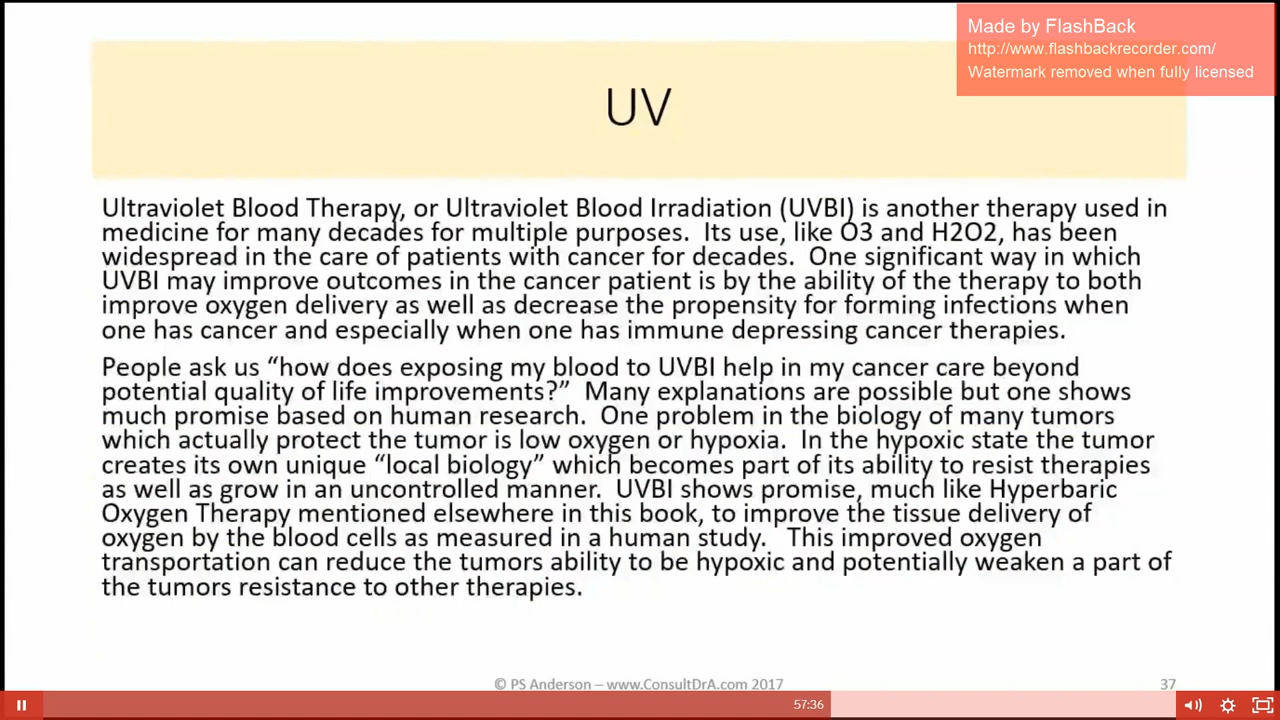 Made by FlashBack
http://www.flashbackrecorder.com/
Watermark removed when fully licensed
UV
Ultraviolet Blood Therapy, or Ultraviolet Blood Irradiation (UVBI) is another therapy used in
medicine for many decades for multiple purposes.  Its use, like O3 and H2O2, has been
widespread in the care of patients with cancer for decades.  One significant way in which
UVBI may improve outcomes in the cancer patient is by the ability of the therapy to both
improve oxygen delivery as well as decrease the propensity for forming infections when
one has cancer and especially when one has immune depressing cancer therapies.
People ask us “how does exposing my blood to UVBI help in my cancer care beyond
potential quality of life improvements?”  Many explanations are possible but one shows
much promise based on human research.  One problem in the biology of many tumors
which actually protect the tumor is low oxygen or hypoxia.  In the hypoxic state the tumor
creates its own unique “local biology” which becomes part of its ability to resist therapies
as well as grow in an uncontrolled manner.  UVBI shows promise, much like Hyperbaric
Oxygen Therapy mentioned elsewhere in this book, to improve the tissue delivery of
oxygen by the blood cells as measured in a human study.   This improved oxygen
transportation can reduce the tumors ability to be hypoxic and potentially weaken a part of
the tumors resistance to other therapies.
© PS Anderson – www.ConsultDrA.com 2017
37
57:36